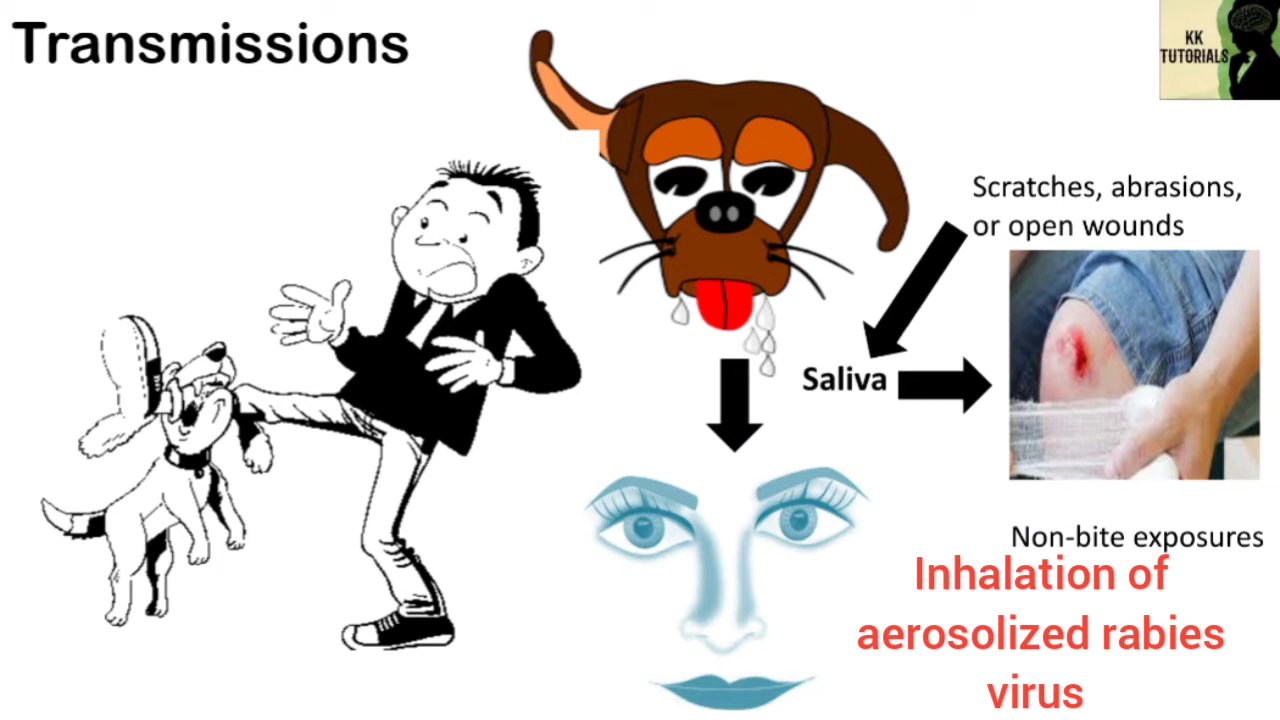 Transmissions
KK
TUTORIALS
Scratches, abrasions,
or open wounds
Saliva
Non-bite exposures
Inhalation of
aerosolized rabies
virus